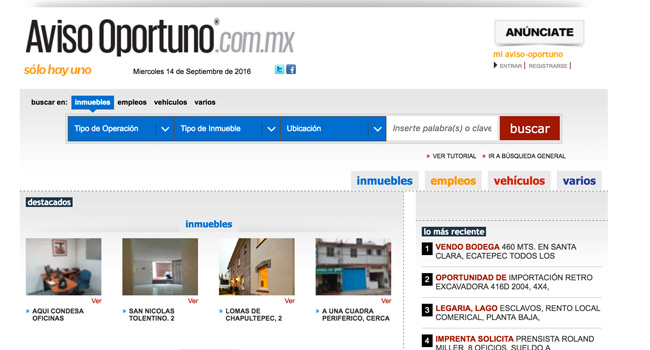 Aviso Oportuno®.com.mx
sólo hay uno
Miercoles 14 de Septiembre de 2016
ANÚNCIATE
mi aviso-oportuno
ENTRAR | REGISTRARSE |
buscar en: inmuebles empleos vehículos varios
Tipo de Operación Tipo de Inmueble Ubicación Inserte palabra(s) o clave buscar
» VER TUTORIAL » IR A BÚSQUEDA GENERAL
inmuebles empleos vehículos varios
destacados
inmuebles
Ver Ver Ver Ver
» AQUI CONDESA
OFICINAS
» SAN NICOLAS
TOLENTINO. 2
» LOMAS DE
CHAPULTEPEC, 2
» A UNA CUADRA
PERIFERICO, CERCA
lo más reciente
1 VENDO BODEGA 460 MTS. EN SANTA
CLARA, ECATEPEC TODOS LOS
2 OPORTUNIDAD DE IMPORTACIÓN RETRO
EXCAVADORA 416D 2004, 4X4,
3 LEGARIA, LAGO ESCLAVOS, RENTO LOCAL
COMERICAL, PLANTA BAJA,
4 IMPRENTA SOLICITA PRENSISTA ROLAND
MILLER, 8 OFICIOS, SUELDO A